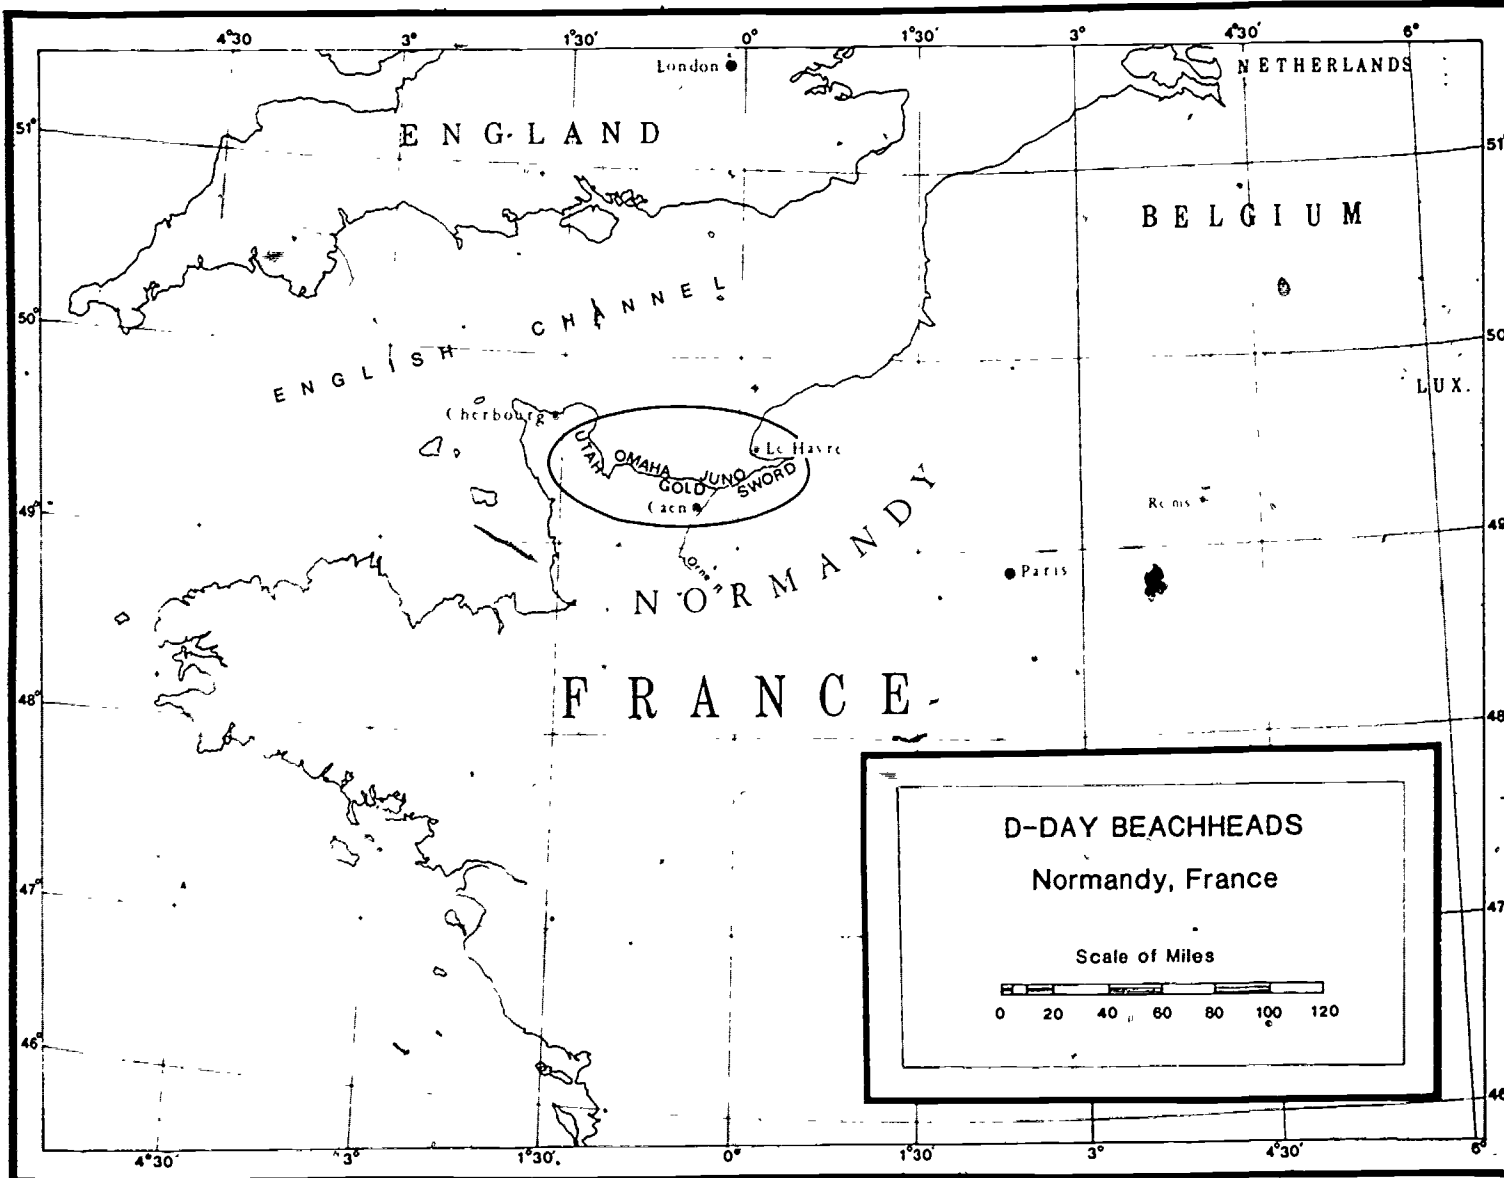 4°30' 3° 1°30' 0° 1°30' 3° 4°30' 6°
London
NETHERLANDS
51° 51°
ENGLAND
BELGIUM
50° 50°
ENGLISH CHANNEL
LUX.
Cherbourg
UTAH OMAHA GOLD JUNO SWORD
Le Havre
Caen
49° 49°
Orne R.
NORMANDY
Paris
FRANCE
48° 48
D-DAY BEACHHEADS
Normandy, France
47° 47
Scale of Miles
0 20 40 60 80 100 120
46° 46
4°30' 3° 1°30' 0° 1°30' 3° 4°30' 6°